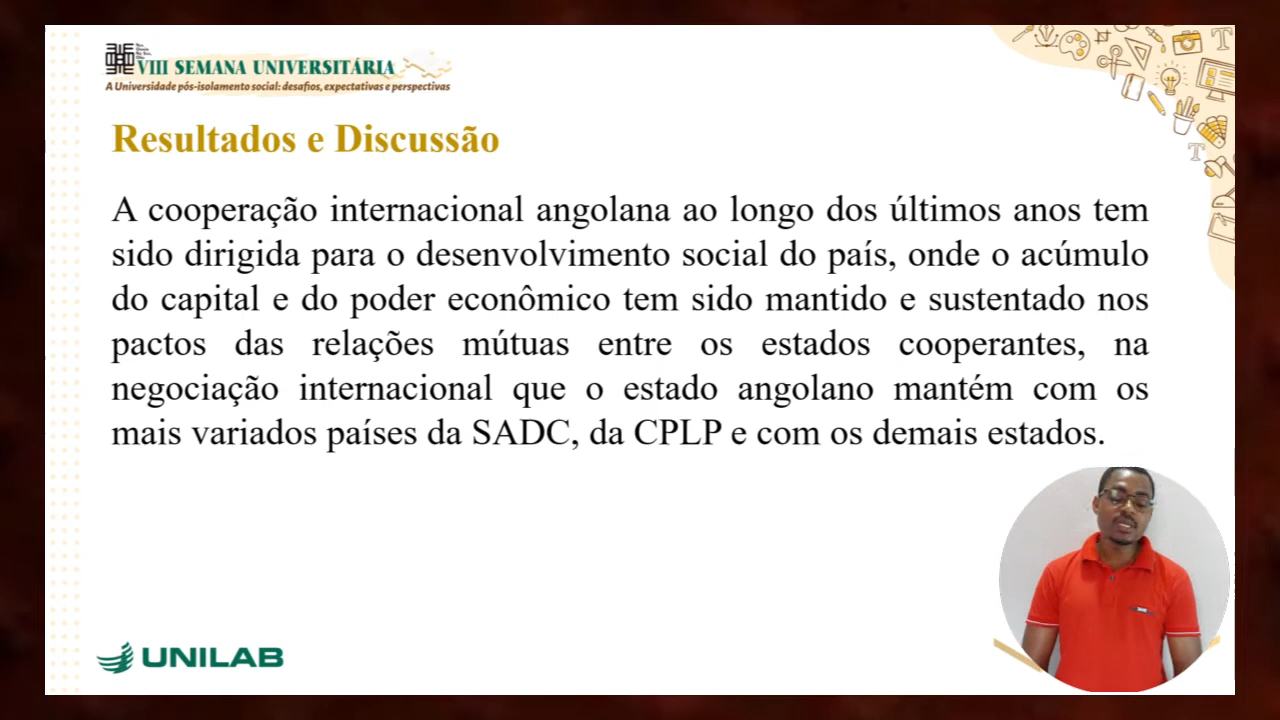 VIII SEMANA UNIVERSITÁRIA
A Universidade pós-isolamento social: desafios, expectativas e perspectivas
Resultados e Discussão
A cooperação internacional angolana ao longo dos últimos anos tem
sido dirigida para o desenvolvimento social do país, onde o acúmulo
do capital e do poder econômico tem sido mantido e sustentado nos
pactos das relações mútuas entre os estados cooperantes, na
negociação internacional que o estado angolano mantém com os
mais variados países da SADC, da CPLP e com os demais estados.
UNILAB